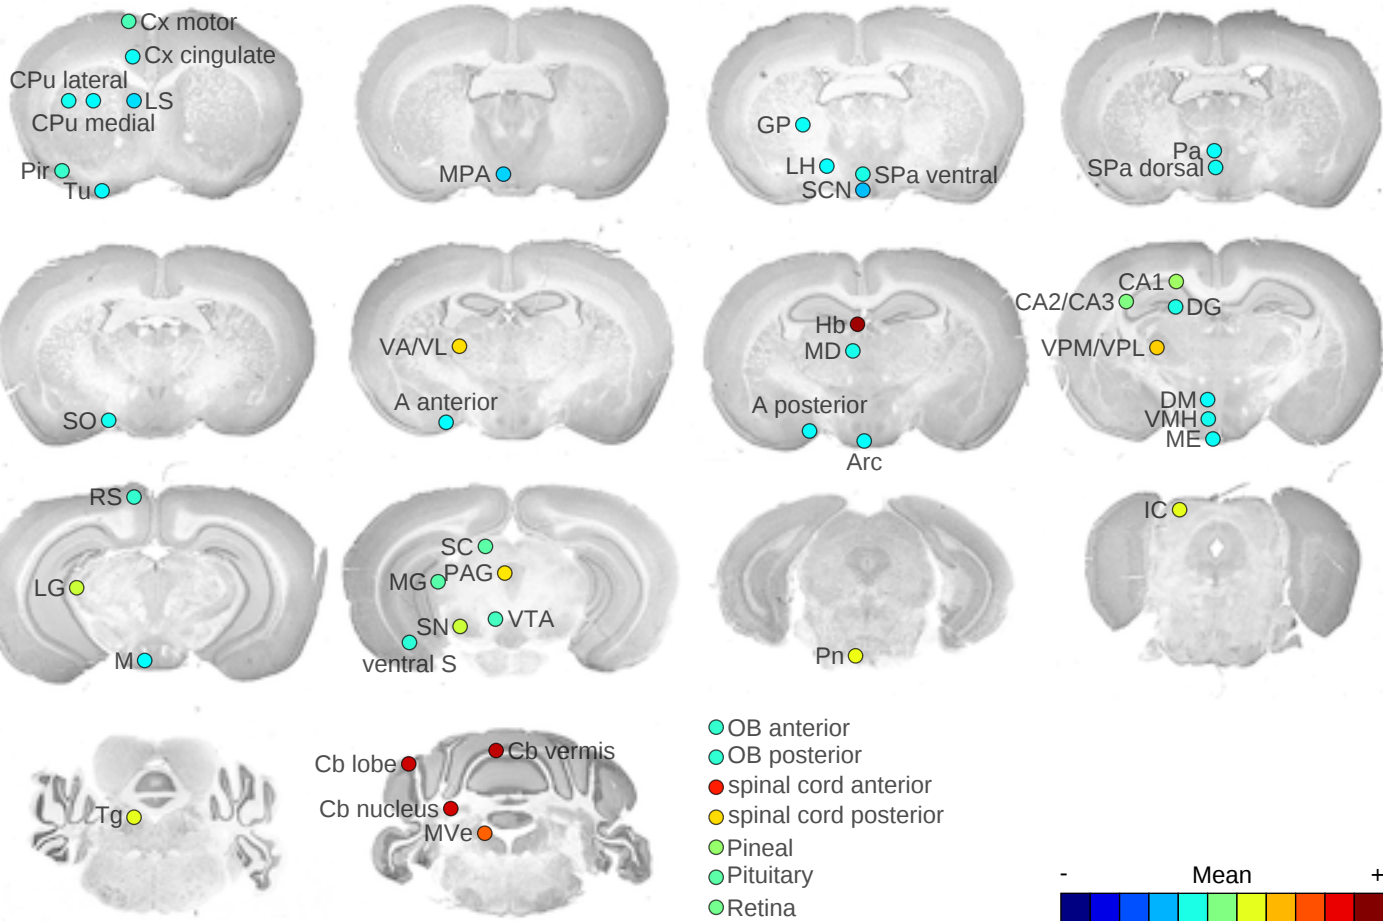 Cx motor
Cx cingulate
CPu lateral
LS
CPu medial
Pir
Tu
MPA
GP
LH
SPa ventral
SCN
Pa
SPa dorsal
SO
VA/VL
A anterior
Hb
MD
A posterior
Arc
CA1
CA2/CA3
DG
VPM/VPL
DM
VMH
ME
RS
LG
M
SC
MG
PAG
SN
VTA
ventral S
Pn
IC
Tg
Cb lobe
Cb vermis
Cb nucleus
MVe
OB anterior
OB posterior
spinal cord anterior
spinal cord posterior
Pineal
Pituitary
Retina
- Mean +